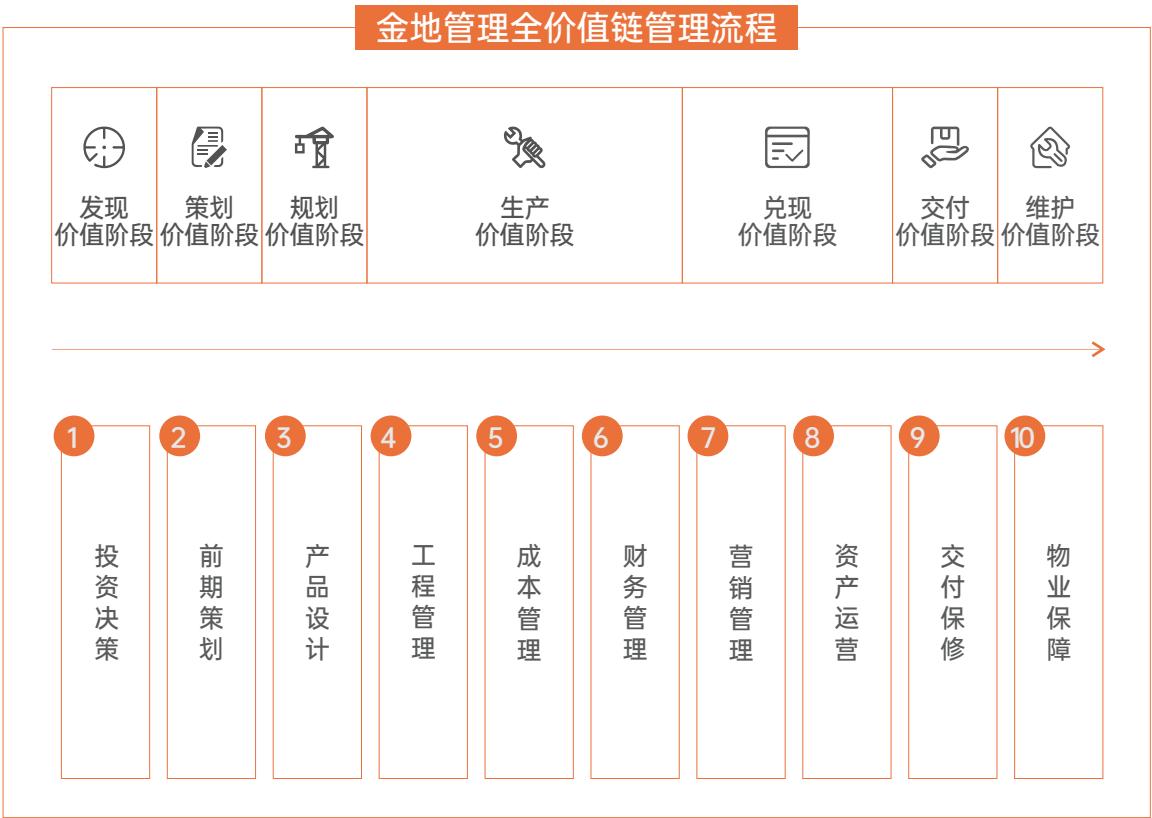 金地管理全价值链管理流程
发现
价值阶段
策划
价值阶段
规划
价值阶段
生产
价值阶段
兑现
价值阶段
交付
价值阶段
维护
价值阶段
1
投资决策
2
前期策划
3
产品设计
4
工程管理
5
成本管理
6
财务管理
7
营销管理
8
资产运营
9
交付保修
10
物业保障